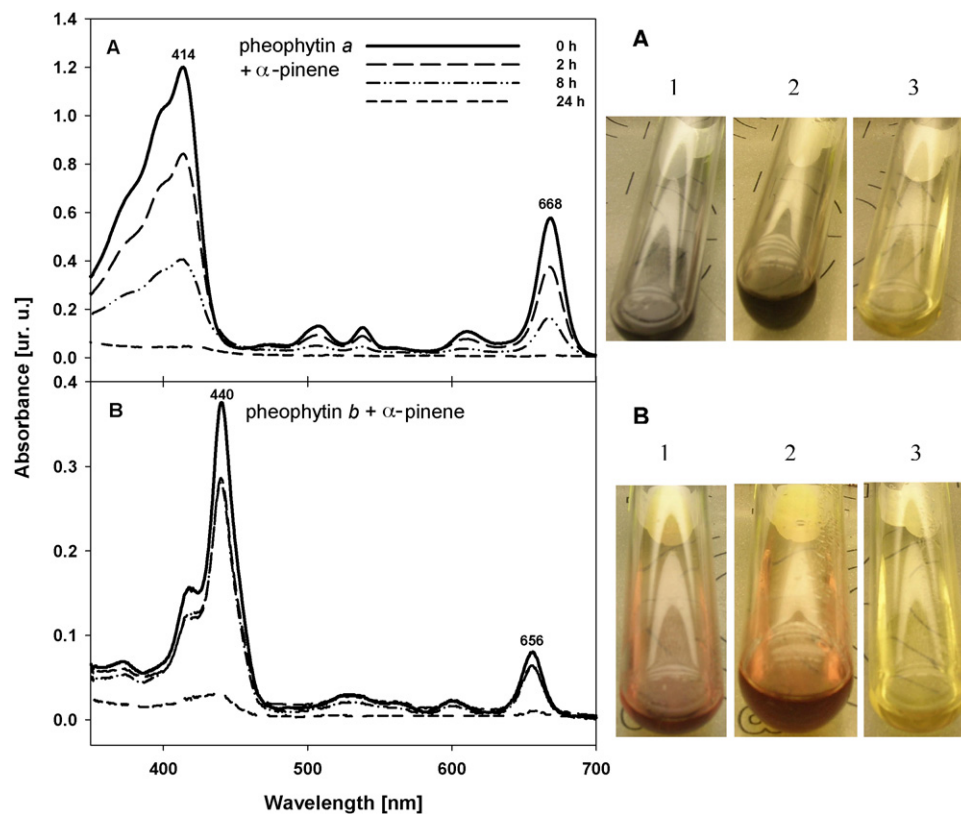 A
pheophytin a
+ α-pinene
0 h
2 h
8 h
24 h
414
668
1.4
1.2
1.0
0.8
0.6
0.4
0.2
0.0
B
pheophytin b + α-pinene
440
656
0.4
0.3
0.2
0.1
0.0
Absorbance [ur. u.]
400
500
600
700
Wavelength [nm]
A
1
2
3
B
1
2
3